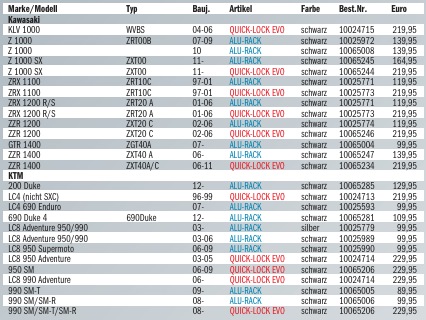 Marke/Modell Typ Bauj. Artikel Farbe Best.Nr. Euro
Kawasaki
KLV 1000 WVBS 04-06 QUICK-LOCK EVO schwarz 10024715 219,95
Z 1000 ZRT00B 07-09 ALU-RACK schwarz 10025972 139,95
Z 1000 10 ALU-RACK schwarz 10065008 139,95
Z 1000 SX ZXT00 11- ALU-RACK schwarz 10065245 164,95
Z 1000 SX ZXT00 11- QUICK-LOCK EVO schwarz 10065244 219,95
ZRX 1100 ZRT10C 97-01 ALU-RACK schwarz 10025771 119,95
ZRX 1100 ZRT10C 97-01 QUICK-LOCK EVO schwarz 10025773 219,95
ZRX 1200 R/S ZRT20 A 01-06 ALU-RACK schwarz 10025771 119,95
ZRX 1200 R/S ZRT20 A 01-06 QUICK-LOCK EVO schwarz 10025773 219,95
ZZR 1200 ZXT20 C 02-06 ALU-RACK schwarz 10025774 119,95
ZZR 1200 ZXT20 C 02-06 QUICK-LOCK EVO schwarz 10065246 219,95
GTR 1400 ZGT40A 07- ALU-RACK schwarz 10065004 99,95
ZZR 1400 ZXT40 A 06- ALU-RACK schwarz 10065247 139,95
ZZR 1400 ZXT40A/C 06-11 QUICK-LOCK EVO schwarz 10065234 219,95
KTM
200 Duke 12- ALU-RACK schwarz 10065285 129,95
LC4 (nicht SXC) 96-99 QUICK-LOCK EVO schwarz 10024713 219,95
LC4 690 Enduro 07- ALU-RACK schwarz 10025593 99,95
690 Duke 4 690Duke 12- ALU-RACK schwarz 10065281 109,95
LC8 Adventure 950/990 03- ALU-RACK silber 10025779 99,95
LC8 Adventure 950/990 03-06 ALU-RACK schwarz 10025989 99,95
LC8 950 Supermoto 06-09 ALU-RACK schwarz 10025990 99,95
LC8 950 Adventure 03-05 QUICK-LOCK EVO schwarz 10024714 229,95
950 SM 06-09 QUICK-LOCK EVO schwarz 10065206 229,95
LC8 990 Adventure 06- QUICK-LOCK EVO schwarz 10024714 229,95
990 SM-T 09- ALU-RACK schwarz 10065005 89,95
990 SM/SM-R 08- ALU-RACK schwarz 10065006 99,95
990 SM/SM-T/SM-R 08- QUICK-LOCK EVO schwarz 10065206 229,95